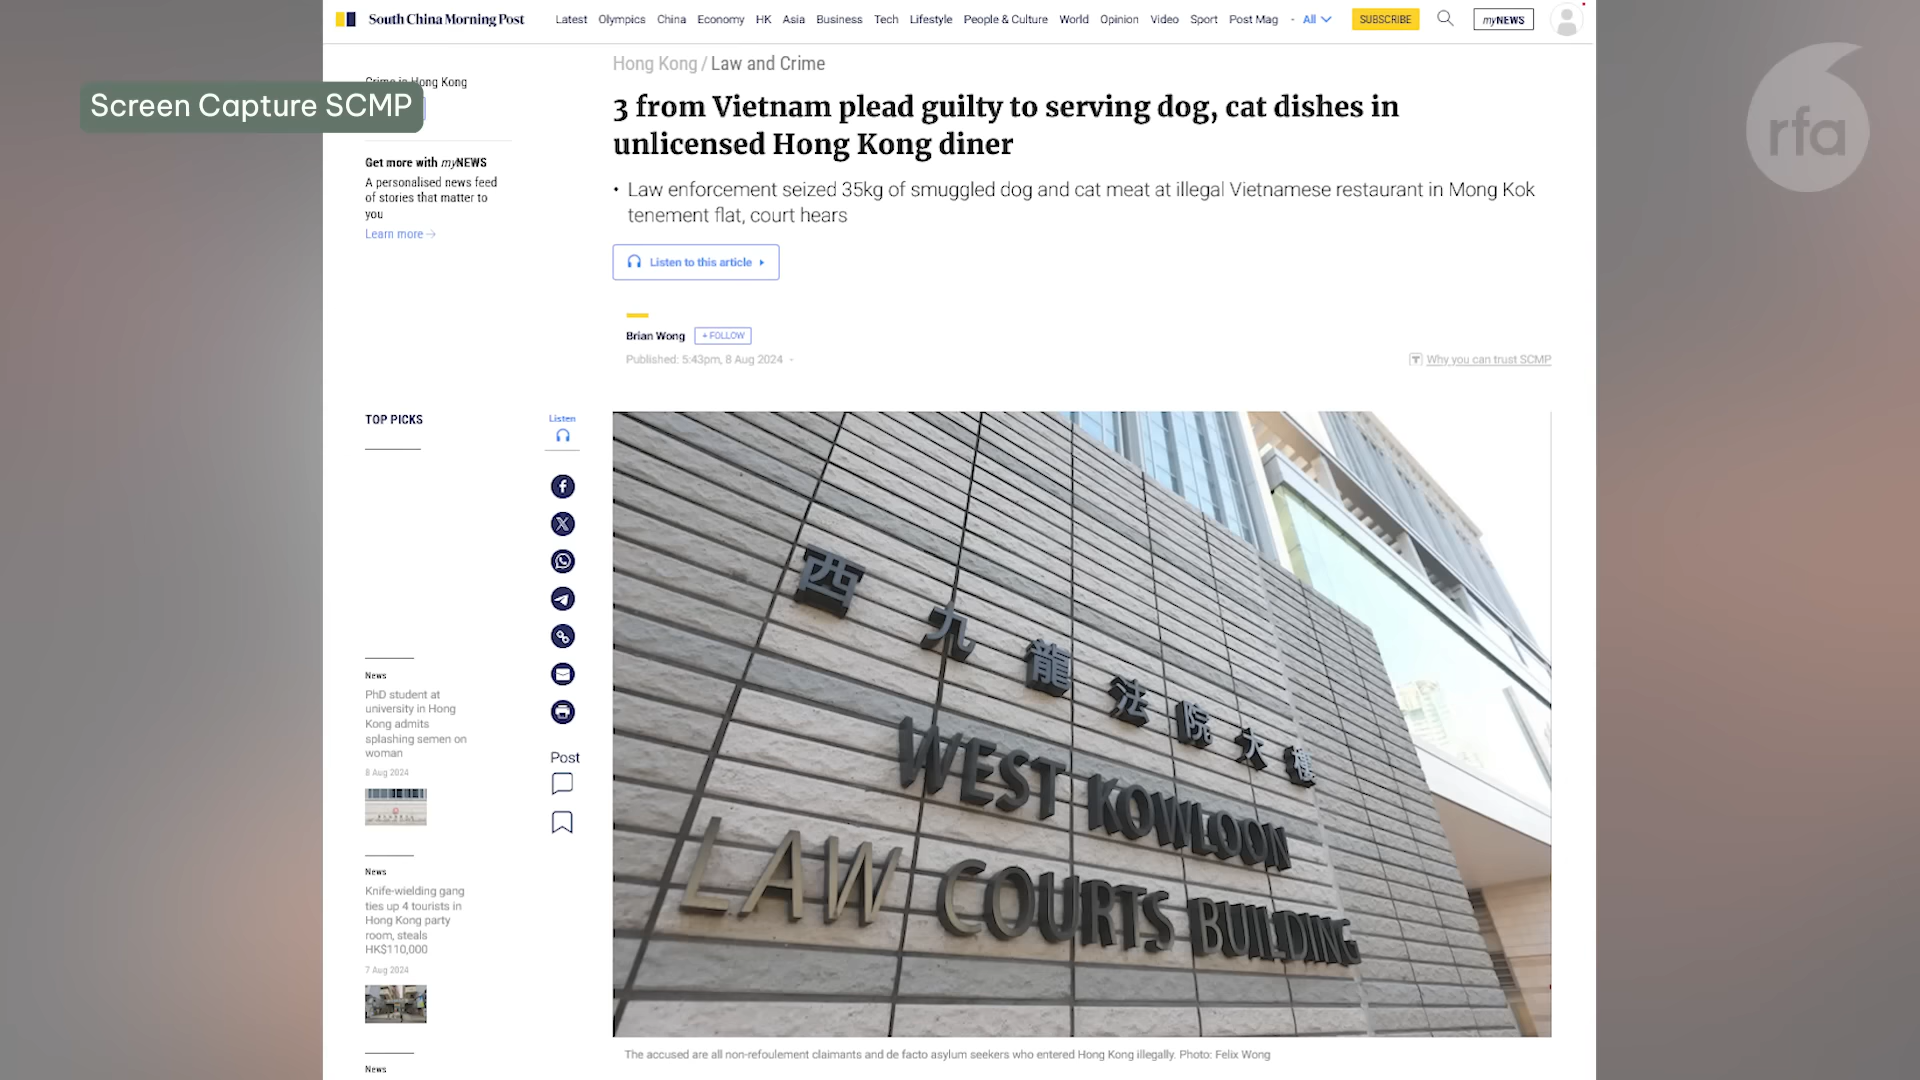 South China Morning Post
Latest Olympics China Economy HK Asia Business Tech Lifestyle People & Culture World Opinion Video Sport Post Mag - All SUBSCRIBE myNEWS
Hong Kong / Law and Crime
Crime in Hong Kong
Screen Capture SCMP
rfa
3 from Vietnam plead guilty to serving dog, cat dishes in
unlicensed Hong Kong diner
Get more with myNEWS
A personalised news feed
of stories that matter to
you
Learn more
• Law enforcement seized 35kg of smuggled dog and cat meat at illegal Vietnamese restaurant in Mong Kok
tenement flat, court hears
Listen to this article
Brian Wong + FOLLOW
Published: 5:43pm, 8 Aug 2024
Why you can trust SCMP
TOP PICKS
Listen
西九龍法院大樓
WEST KOWLOON
LAW COURTS BUILDING
News
PhD student at
university in Hong
Kong admits
splashing semen on
woman
8 Aug 2024
Post
News
Knife-wielding gang
ties up 4 tourists in
Hong Kong party
room, steals
HK$110,000
7 Aug 2024
The accused are all non-refoulement claimants and de facto asylum seekers who entered Hong Kong illegally. Photo: Felix Wong
News